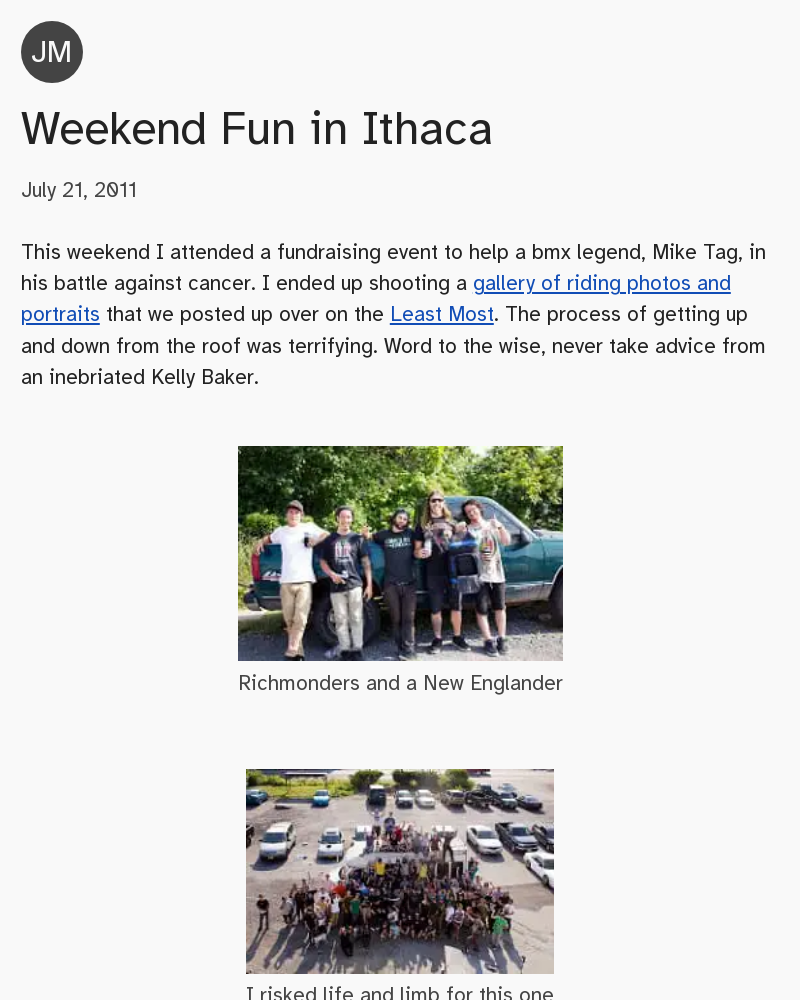 JM
Weekend Fun in Ithaca
July 21, 2011
This weekend I attended a fundraising event to help a bmx legend, Mike Tag, in
his battle against cancer. I ended up shooting a gallery of riding photos and
portraits that we posted up over on the Least Most. The process of getting up
and down from the roof was terrifying. Word to the wise, never take advice from
an inebriated Kelly Baker.
Richmonders and a New Englander
I risked life and limb for this one